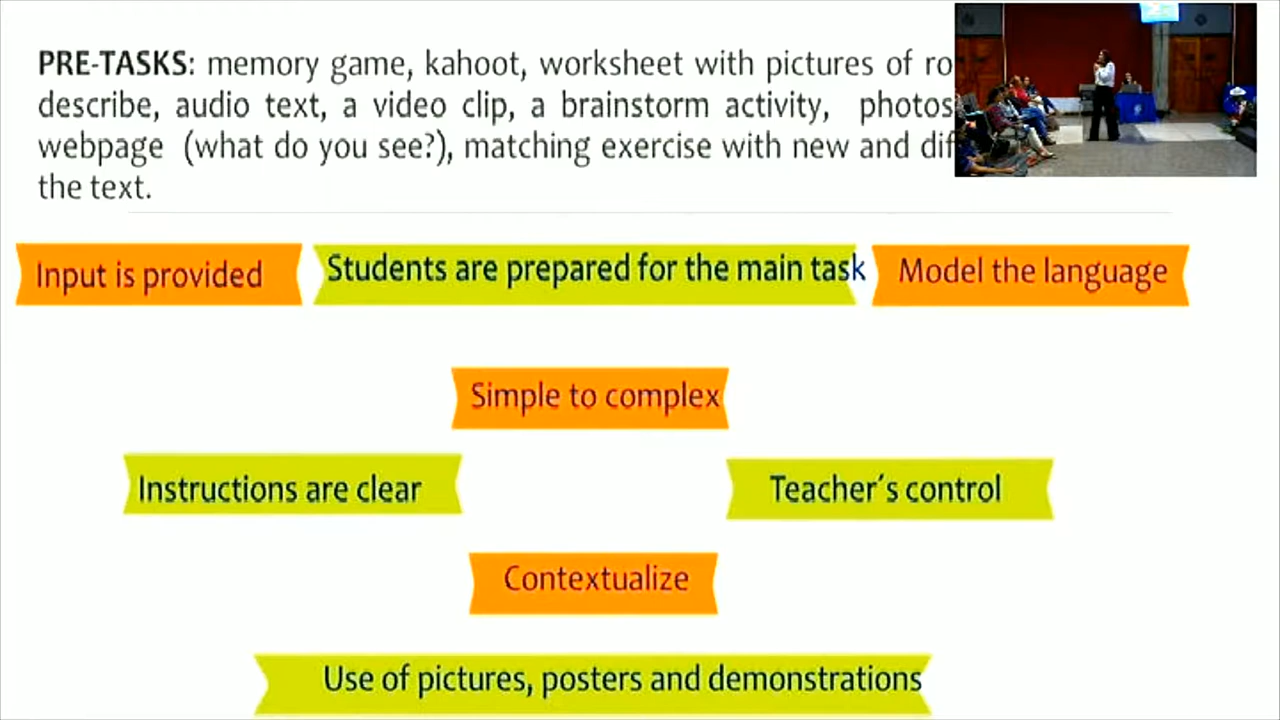 PRE-TASKS: memory game, kahoot, worksheet with pictures of
describe, audio text, a video clip, a brainstorm activity, photos
webpage (what do you see?), matching exercise with new and
the text.
Input is provided
Students are prepared for the main task
Model the language
Simple to complex
Instructions are clear
Teacher´s control
Contextualize
Use of pictures, posters and demonstrations